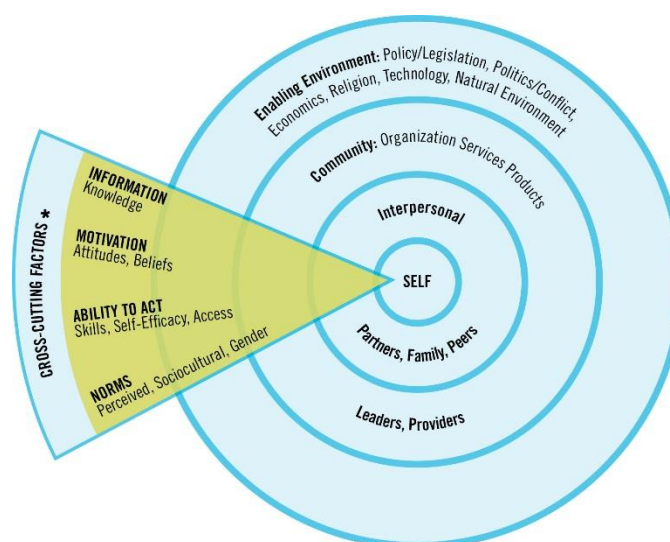 Enabling Environment: Policy/Legislation, Politics/Conflict,
Economics, Religion, Technology, Natural Environment
Community: Organization Services Products
Interpersonal
SELF
Partners, Family, Peers
Leaders, Providers
CROSS-CUTTING FACTORS *
INFORMATION
Knowledge
MOTIVATION
Attitudes, Beliefs
ABILITY TO ACT
Skills, Self-Efficacy, Access
NORMS
Perceived, Sociocultural, Gender